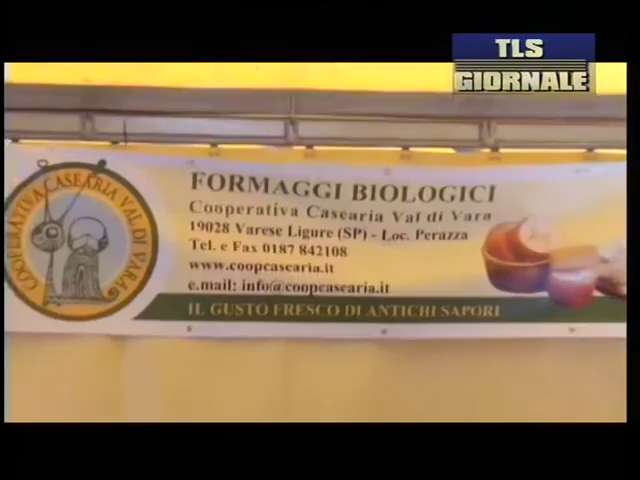 TLS
GIORNALE
COOPERATIVA CASEARIA VAL DI VARA
FORMAGGI BIOLOGICI
Cooperativa Casearia Val di Vara
19028 Varese Ligure (SP) - Loc. Perazza
Tel. e Fax 0187 842108
www.coopcasearia.it
e.mail: info@coopcasearia.it
IL GUSTO FRESCO DI ANTICHI SAPORI